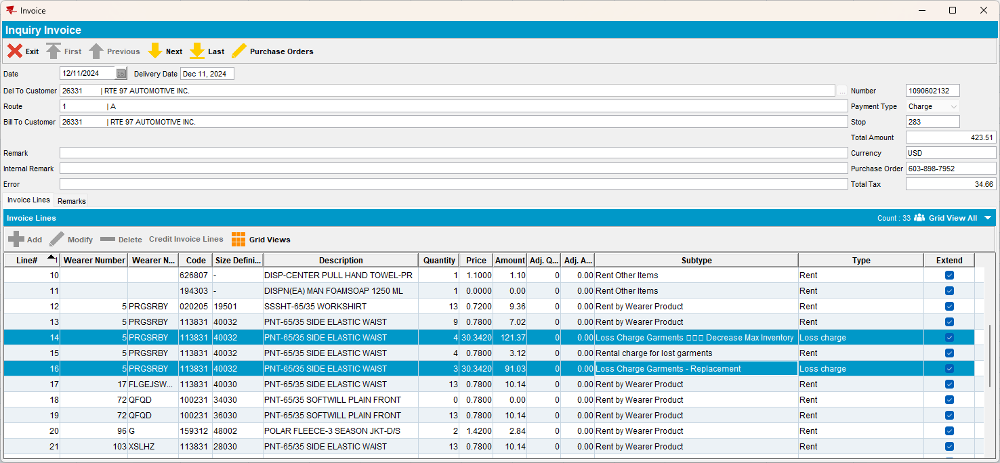 Invoice
Inquiry Invoice
Exit First Previous Next Last Purchase Orders
Date 12/11/2024 Delivery Date Dec 11, 2024
Del To Customer 26331 | RTE 97 AUTOMOTIVE INC. ... Number 1090602132
Route 1 | A Payment Type Charge
Bill To Customer 26331 | RTE 97 AUTOMOTIVE INC. Stop 283
Total Amount 423.51
Remark Currency USD
Internal Remark Purchase Order 603-898-7952
Error Total Tax 34.66
Invoice Lines Remarks
Invoice Lines Count : 33 Grid View All
Add Modify Delete Credit Invoice Lines Grid Views
Line# 1 Wearer Number Wearer N... Code Size Defini... Description Quantity Price Amount Adj. Q... Adj. A... Subtype Type Extend
10 626807 - DISP-CENTER PULL HAND TOWEL-PR 1 1.1000 1.10 0 0.00 Rent Other Items Rent
11 194303 - DISPN(EA) MAN FOAMSOAP 1250 ML 1 0.0000 0.00 0 0.00 Rent Other Items Rent
12 5 PRGSRBY 020205 19501 SSSHT-65/35 WORKSHIRT 13 0.7200 9.36 0 0.00 Rent by Wearer Product Rent
13 5 PRGSRBY 113831 40032 PNT-65/35 SIDE ELASTIC WAIST 9 0.7800 7.02 0 0.00 Rent by Wearer Product Rent
14 5 PRGSRBY 113831 40032 PNT-65/35 SIDE ELASTIC WAIST 4 30.3420 121.37 0 0.00 Loss Charge Garments □□□ Decrease Max Inventory Loss charge
15 5 PRGSRBY 113831 40032 PNT-65/35 SIDE ELASTIC WAIST 4 0.7800 3.12 0 0.00 Rental charge for lost garments Rent
16 5 PRGSRBY 113831 40032 PNT-65/35 SIDE ELASTIC WAIST 3 30.3420 91.03 0 0.00 Loss Charge Garments - Replacement Loss charge
17 17 FLGEJSW... 113831 40030 PNT-65/35 SIDE ELASTIC WAIST 13 0.7800 10.14 0 0.00 Rent by Wearer Product Rent
18 72 QFQD 100231 34030 PNT-65/35 SOFTWILL PLAIN FRONT 0 0.7800 0.00 0 0.00 Rent by Wearer Product Rent
19 72 QFQD 100231 36030 PNT-65/35 SOFTWILL PLAIN FRONT 13 0.7800 10.14 0 0.00 Rent by Wearer Product Rent
20 96 G 159312 48002 POLAR FLEECE-3 SEASON JKT-D/S 2 1.4200 2.84 0 0.00 Rent by Wearer Product Rent
21 103 XSLHZ 113831 28030 PNT-65/35 SIDE ELASTIC WAIST 13 0.7800 10.14 0 0.00 Rent by Wearer Product Rent